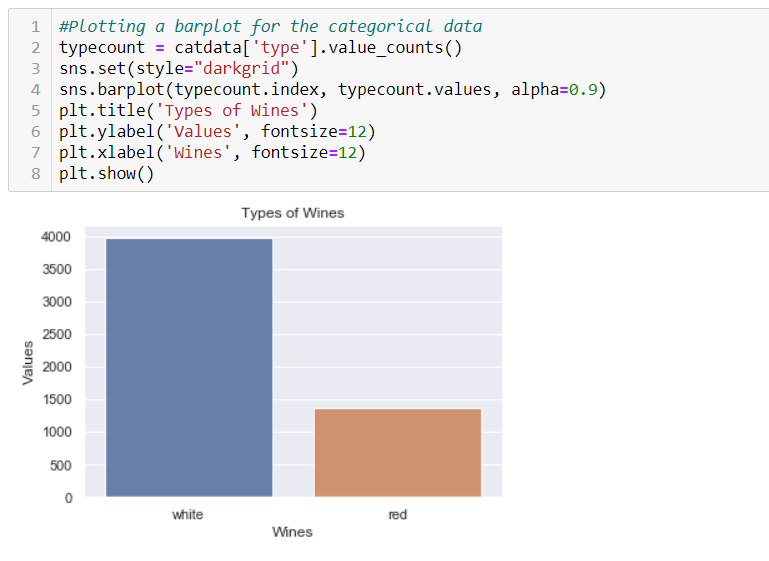 1 #Plotting a barplot for the categorical data
2 typecount = catdata['type'].value_counts()
3 sns.set(style="darkgrid")
4 sns.barplot(typecount.index, typecount.values, alpha=0.9)
5 plt.title('Types of Wines')
6 plt.ylabel('Values', fontsize=12)
7 plt.xlabel('Wines', fontsize=12)
8 plt.show()
Types of Wines
4000
3500
3000
2500
2000
1500
1000
500
0
Values
white red
Wines